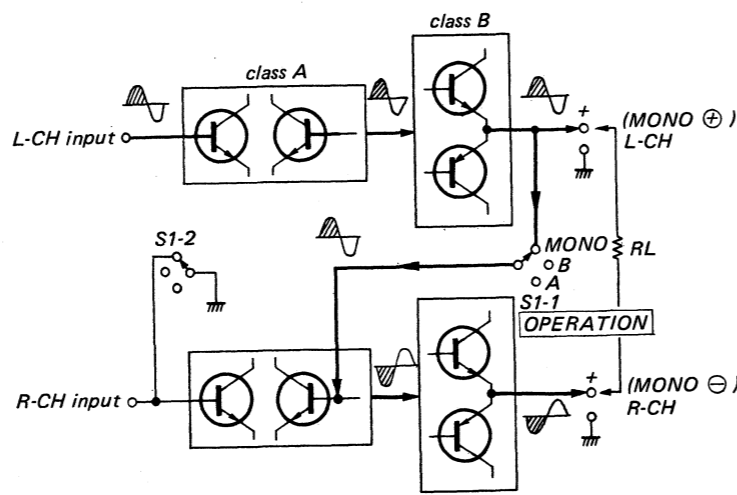 class B
class A
L-CH input
+
(MONO ⊕)
L-CH
S1-2
MONO
B
A
RL
S1-1
OPERATION
R-CH input
+
(MONO ⊖)
R-CH